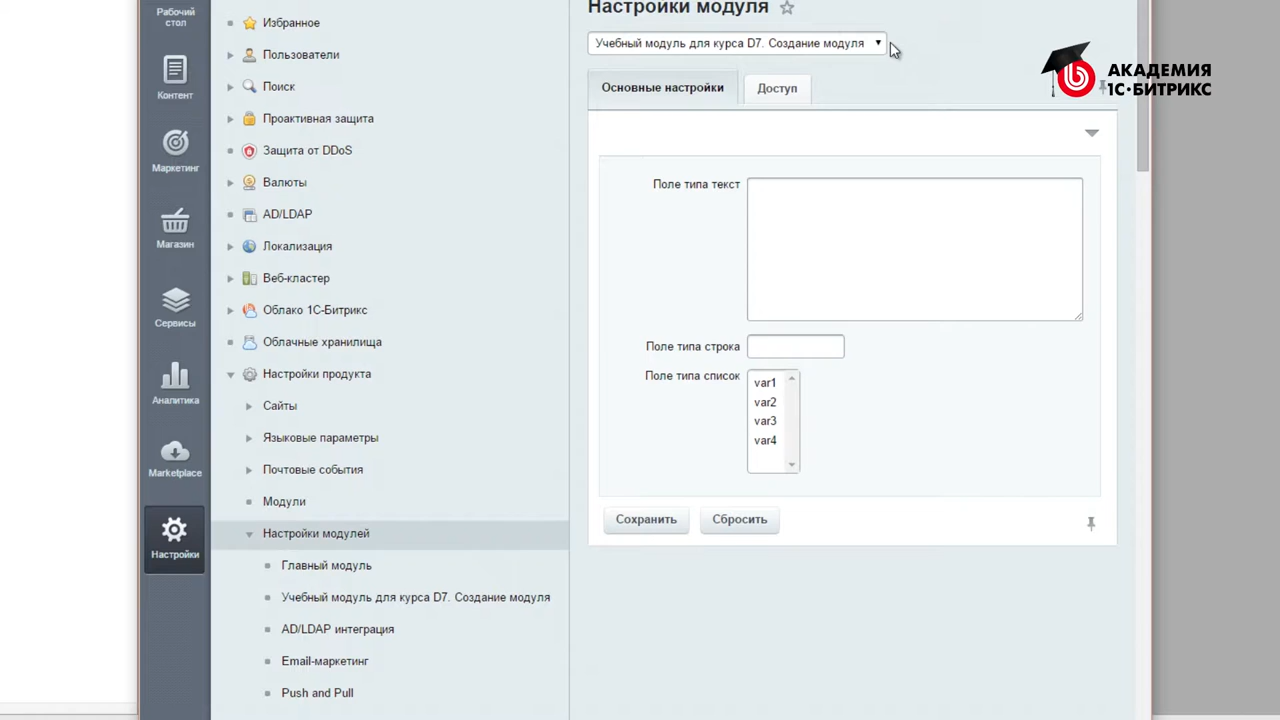 Рабочий
стол
Контент
Маркетинг
Магазин
Сервисы
Аналитика
Marketplace
Настройки
Избранное
Пользователи
Поиск
Проактивная защита
Защита от DDoS
Валюты
AD/LDAP
Локализация
Веб-кластер
Облако 1С-Битрикс
Облачные хранилища
Настройки продукта
Сайты
Языковые параметры
Почтовые события
Модули
Настройки модулей
Главный модуль
Учебный модуль для курса D7. Создание модуля
AD/LDAP интеграция
Email-маркетинг
Push and Pull
Настройки модуля
Учебный модуль для курса D7. Создание модуля
Основные настройки
Доступ
Поле типа текст
Поле типа строка
Поле типа список
var1
var2
var3
var4
Сохранить
Сбросить
АКАДЕМИЯ
1С·БИТРИКС